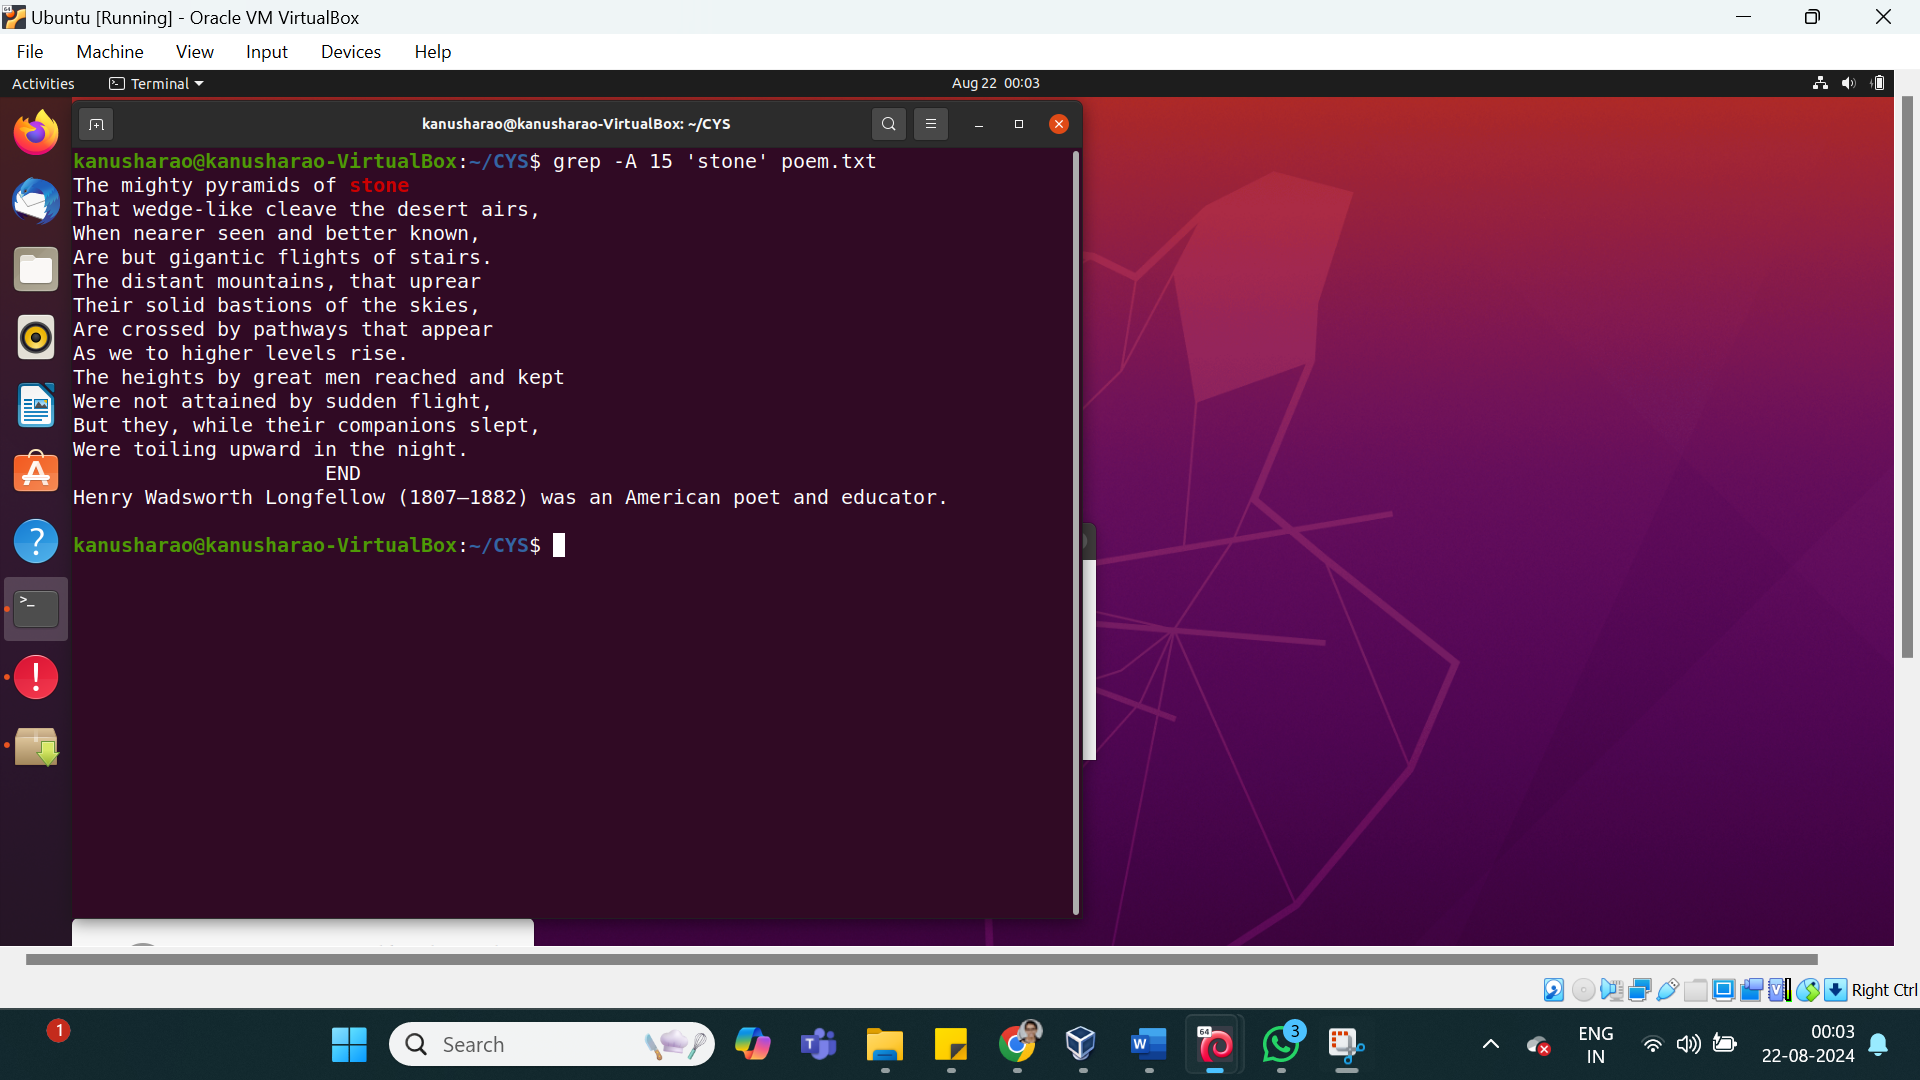 Ubuntu [Running] - Oracle VM VirtualBox
File Machine View Input Devices Help
Activities Terminal Aug 22 00:03
kanusharao@kanusharao-VirtualBox: ~/CYS
kanusharao@kanusharao-VirtualBox:~/CYS$ grep -A 15 'stone' poem.txt
The mighty pyramids of stone
That wedge-like cleave the desert airs,
When nearer seen and better known,
Are but gigantic flights of stairs.
The distant mountains, that uprear
Their solid bastions of the skies,
Are crossed by pathways that appear
As we to higher levels rise.
The heights by great men reached and kept
Were not attained by sudden flight,
But they, while their companions slept,
Were toiling upward in the night.
END
Henry Wadsworth Longfellow (1807–1882) was an American poet and educator.
kanusharao@kanusharao-VirtualBox:~/CYS$
Right Ctrl
1
Search
64
3
ENG
IN
00:03
22-08-2024